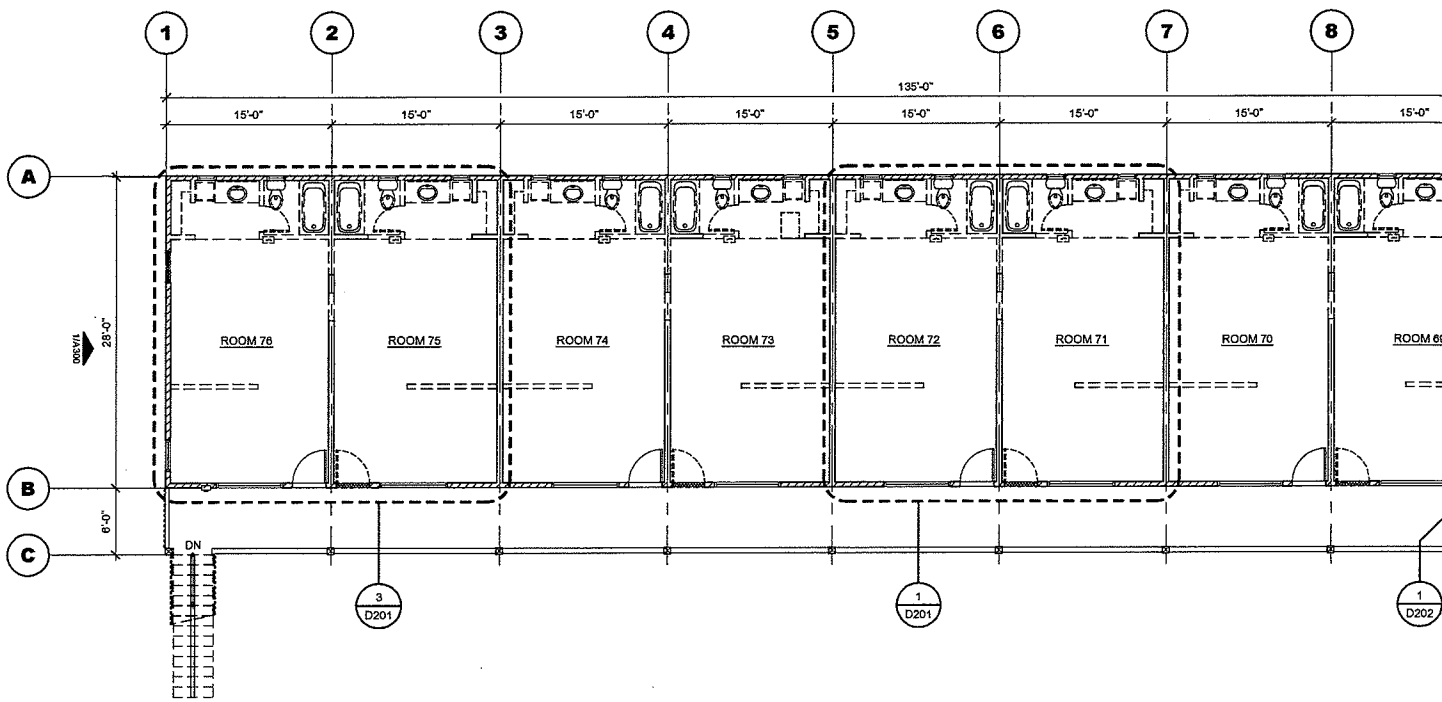 1 2 3 4 5 6 7 8
135'-0"
15'-0" 15'-0" 15'-0" 15'-0" 15'-0" 15'-0" 15'-0" 15'-0"
A
28'-0"
1/A300
ROOM 76 ROOM 75 ROOM 74 ROOM 73 ROOM 72 ROOM 71 ROOM 70 ROOM 69
B
6'-0"
C
DN
3
D201
1
D201
1
D202